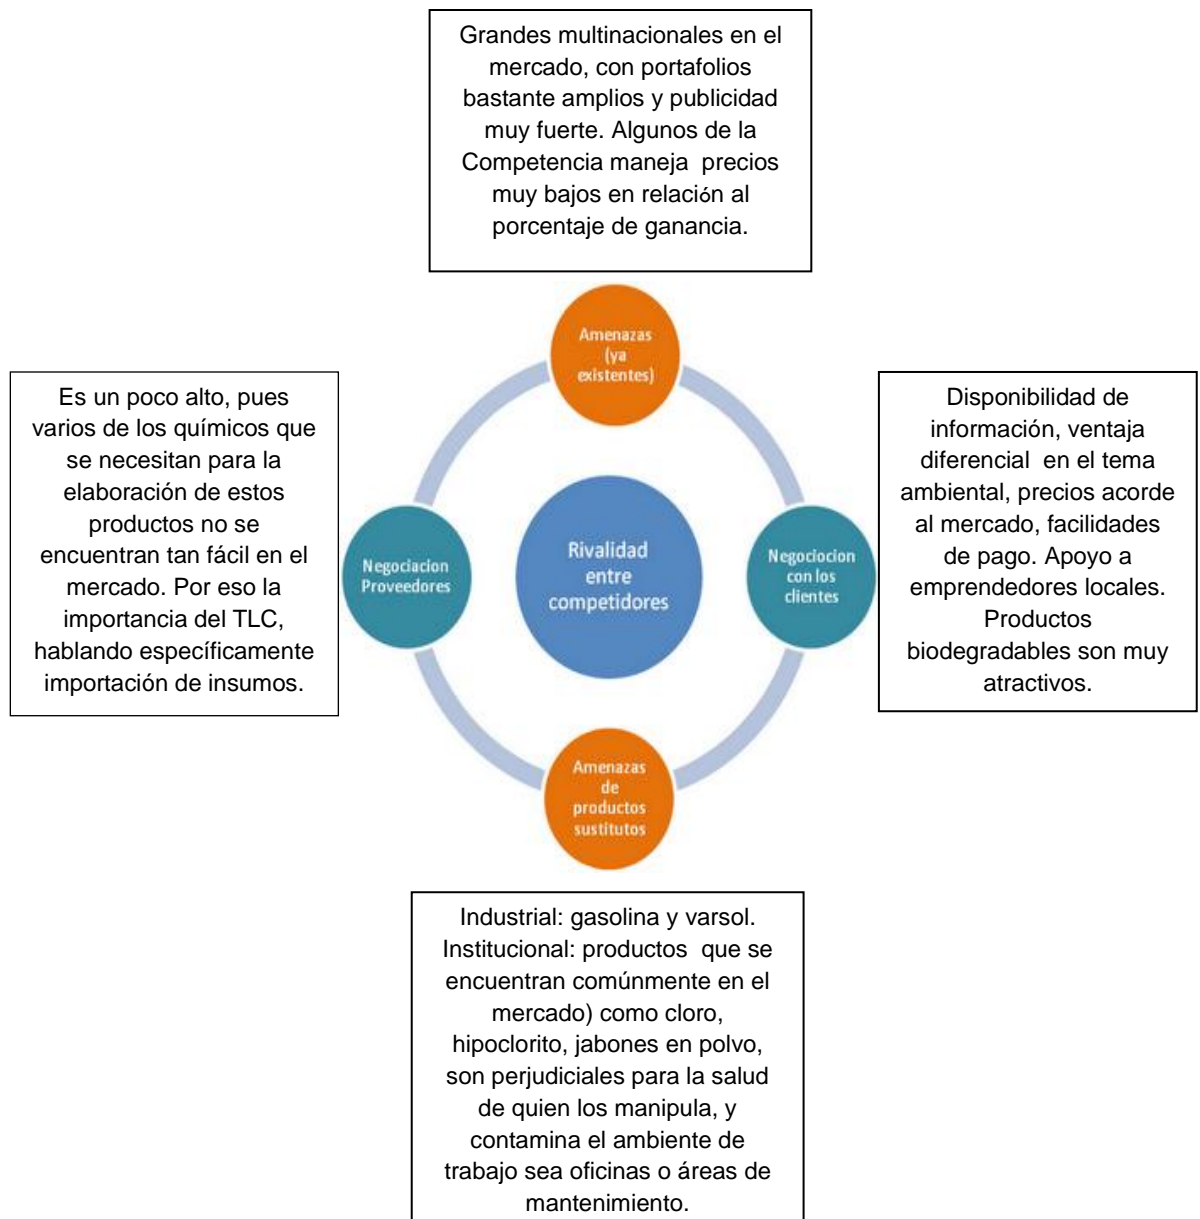 Grandes multinacionales en el
mercado, con portafolios
bastante amplios y publicidad
muy fuerte. Algunos de la
Competencia maneja  precios
muy bajos en relación al
porcentaje de ganancia.
Amenazas
(ya
existentes)
Es un poco alto, pues
varios de los químicos que
se necesitan para la
elaboración de estos
productos no se
encuentran tan fácil en el
mercado. Por eso la
importancia del TLC,
hablando específicamente
importación de insumos.
Negociacion
Proveedores
Rivalidad
entre
competidores
Negociocion
con los
clientes
Disponibilidad de
información, ventaja
diferencial  en el tema
ambiental, precios acorde
al mercado, facilidades
de pago. Apoyo a
emprendedores locales.
Productos
biodegradables son muy
atractivos.
Amenazas
de
productos
sustitutos
Industrial: gasolina y varsol.
Institucional: productos  que se
encuentran comúnmente en el
mercado) como cloro,
hipoclorito, jabones en polvo,
son perjudiciales para la salud
de quien los manipula, y
contamina el ambiente de
trabajo sea oficinas o áreas de
mantenimiento.